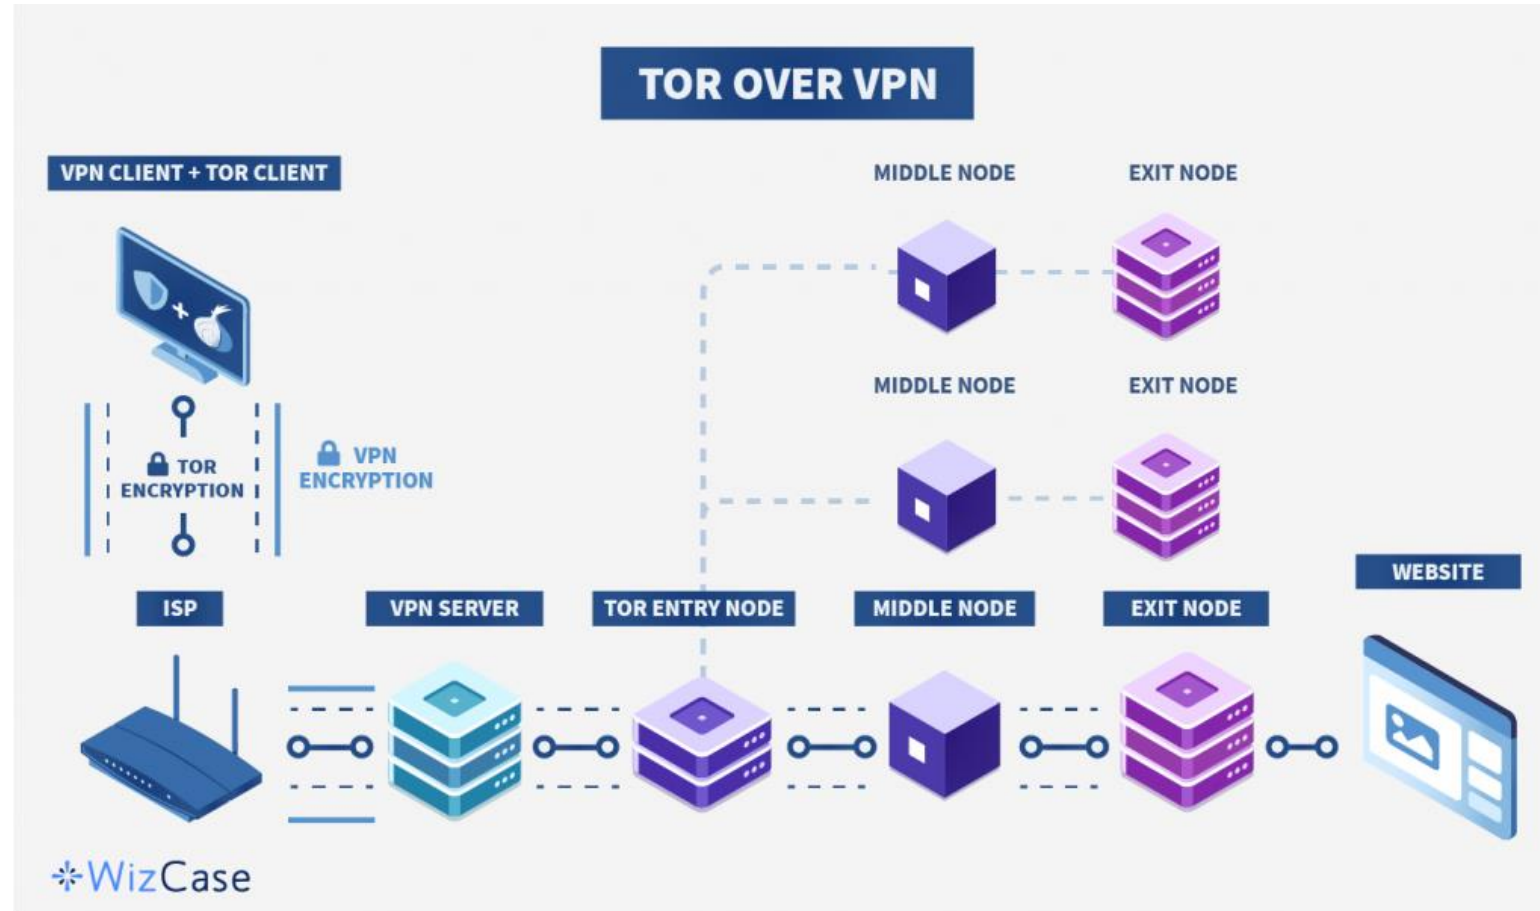 TOR OVER VPN
VPN CLIENT + TOR CLIENT
MIDDLE NODE
EXIT NODE
MIDDLE NODE
EXIT NODE
TOR
ENCRYPTION
VPN
ENCRYPTION
WEBSITE
ISP
VPN SERVER
TOR ENTRY NODE
MIDDLE NODE
EXIT NODE
WizCase